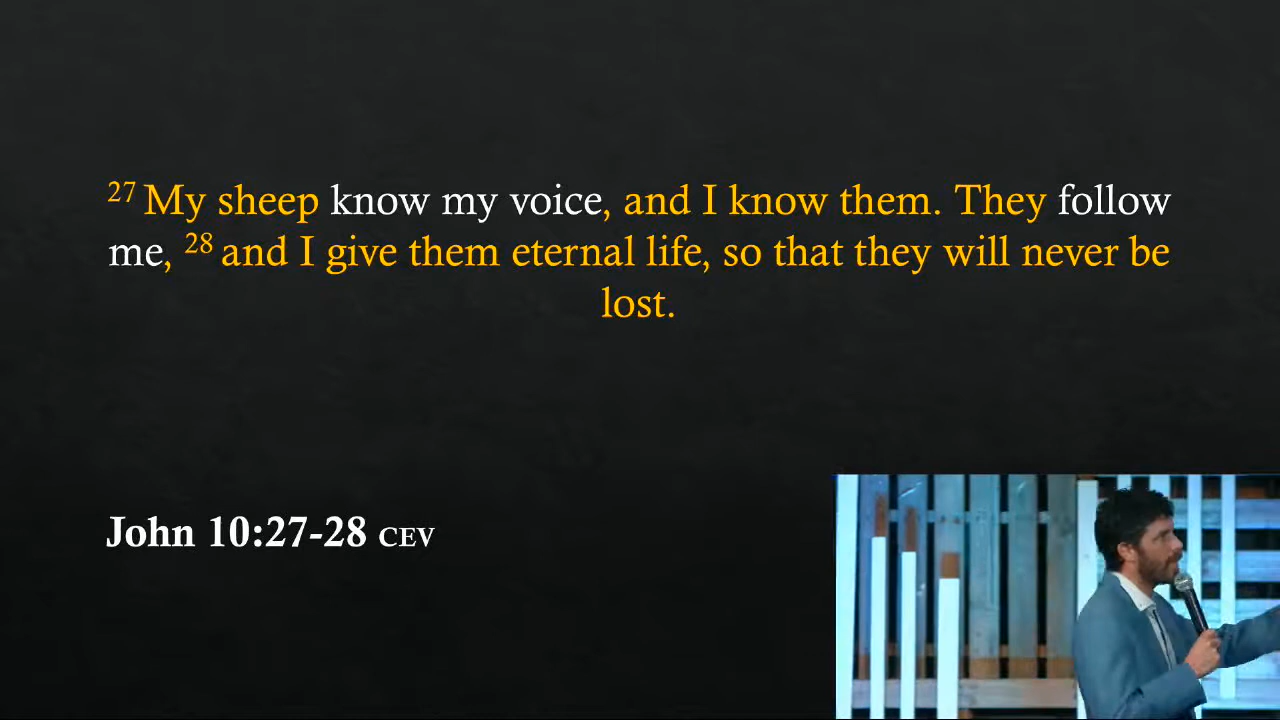 27 My sheep know my voice, and I know them. They follow
me, 28 and I give them eternal life, so that they will never be
lost.
John 10:27-28 CEV